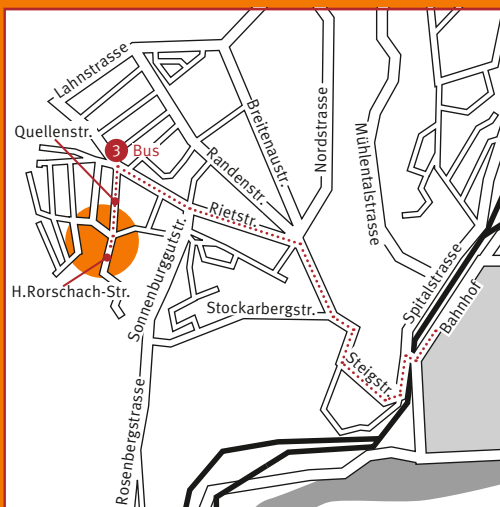 Lahnstrasse
Quellenstr.
3 Bus
Breitenaustr.
Nordstrasse
Mühlentalstrasse
Randenstr.
Rietstr.
H.Rorschach-Str.
Sonnenburggutstr.
Stockarbergstr.
Spitalstrasse
Bahnhof
Steigstr.
Rosenbergstrasse